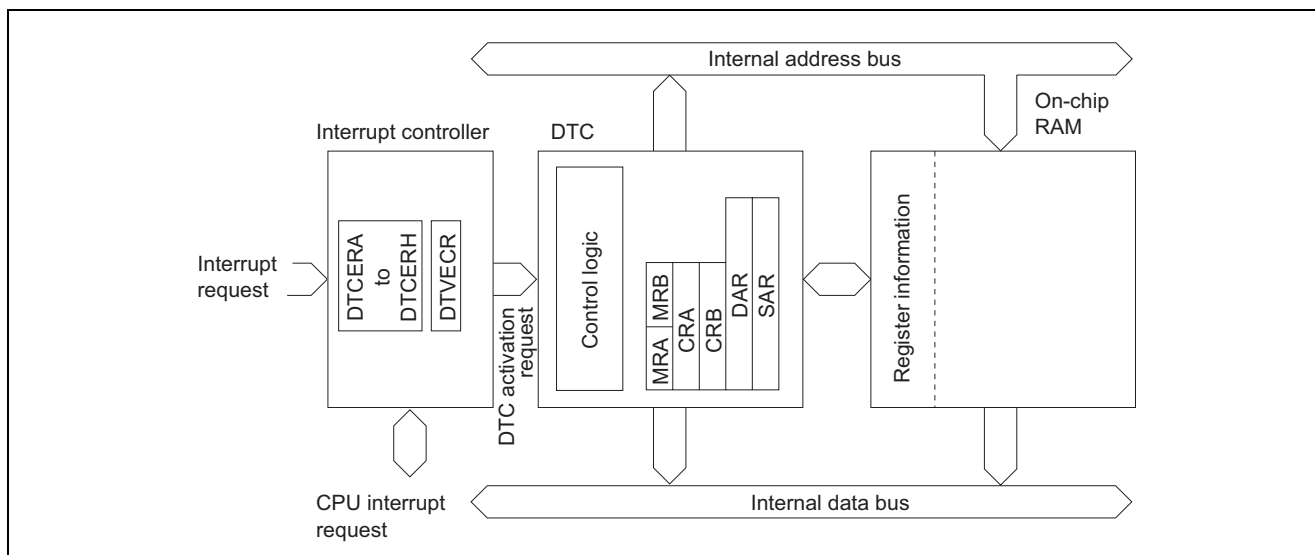 Internal address bus
On-chip
RAM
Interrupt controller
DTC
Interrupt
request
DTCERA
to
DTCERH
DTVECR
DTC activation
request
Control logic
MRA
MRB
CRA
CRB
DAR
SAR
Register information
CPU interrupt
request
Internal data bus